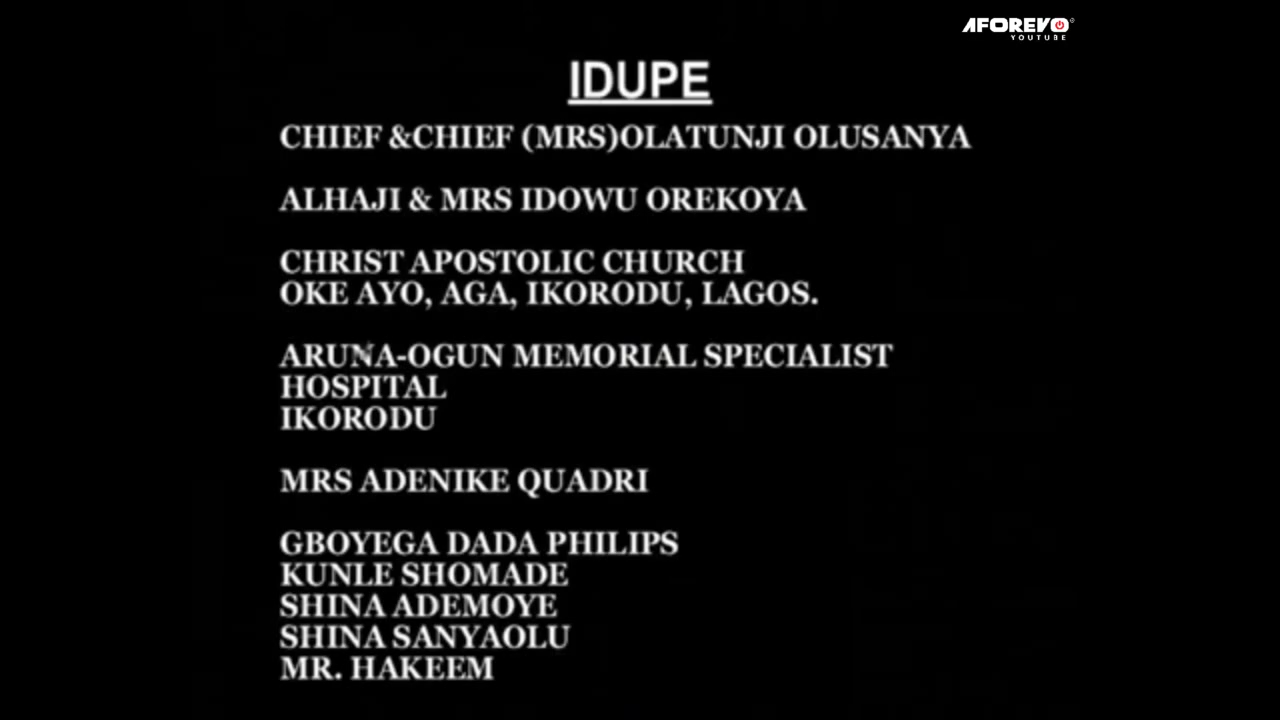 AFOREVO
YOUTUBE
IDUPE
CHIEF &CHIEF (MRS)OLATUNJI OLUSANYA
ALHAJI & MRS IDOWU OREKOYA
CHRIST APOSTOLIC CHURCH
OKE AYO, AGA, IKORODU, LAGOS.
ARUNA-OGUN MEMORIAL SPECIALIST
HOSPITAL
IKORODU
MRS ADENIKE QUADRI
GBOYEGA DADA PHILIPS
KUNLE SHOMADE
SHINA ADEMOYE
SHINA SANYAOLU
MR. HAKEEM